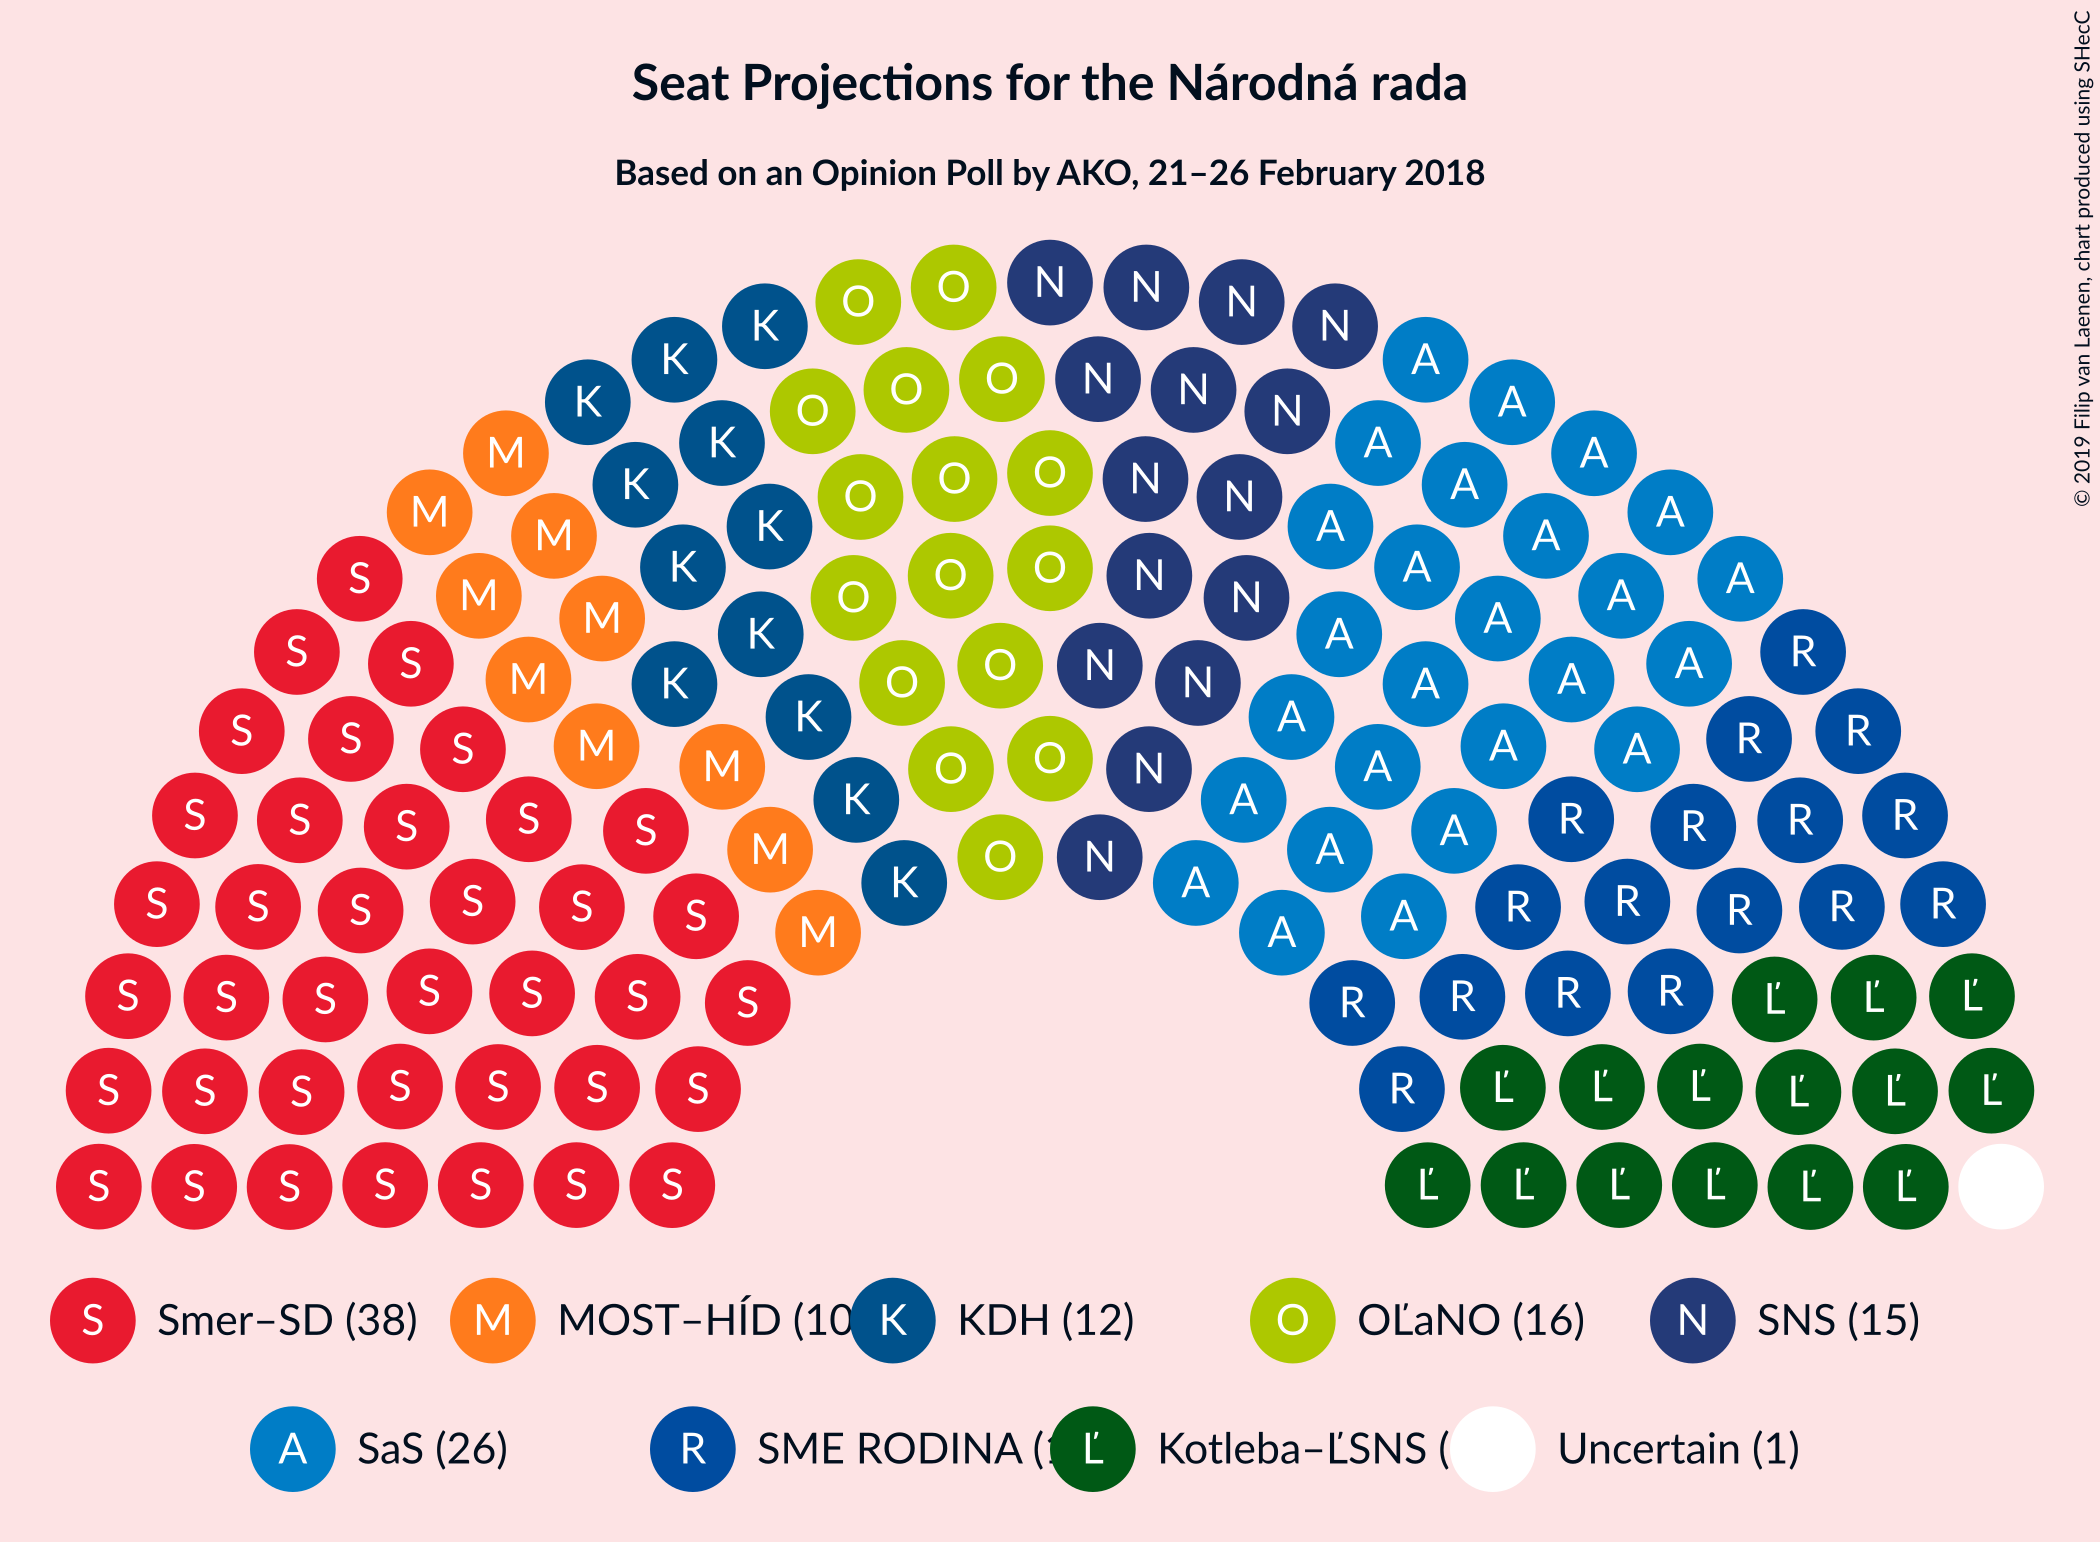 Seat Projections for the Národná rada
Based on an Opinion Poll by AKO, 21–26 February 2018
© 2019 Filip van Laenen, chart produced using SHecC
O O N N N N
K K K A A
O O O N N N
M M K K A A A A
O O O N N
S M M K K A A A A A
O O O N N
S S M M K K A A A A R
O O N N
S S S M M K K A A A A R R
O O N
S S S S S M M K A A A R R R R
O N
S S S S S S M K A A A R R R R R
S S S S S S S R R R R Ľ Ľ Ľ
S S S S S S S R Ľ Ľ Ľ Ľ Ľ Ľ
S S S S S S S Ľ Ľ Ľ Ľ Ľ Ľ
S Smer–SD (38) M MOST–HÍD (10 K KDH (12) O OĽaNO (16) N SNS (15)
A SaS (26) R SME RODINA ( Ľ Kotleba–ĽSNS ( Uncertain (1)